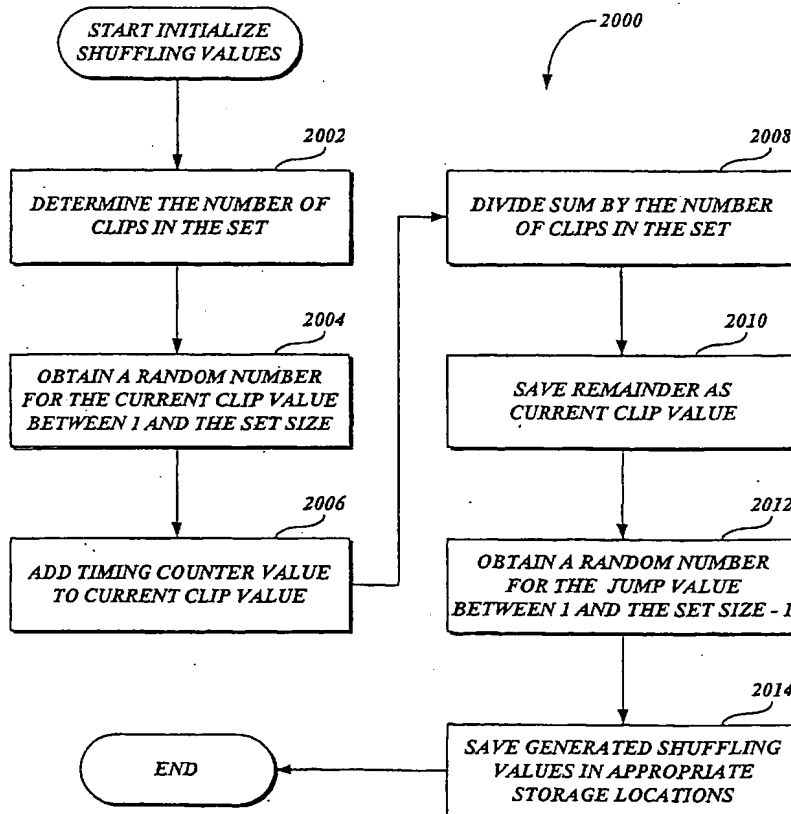 START INITIALIZE
SHUFFLING VALUES
2000
2002
DETERMINE THE NUMBER OF
CLIPS IN THE SET
2004
OBTAIN A RANDOM NUMBER
FOR THE CURRENT CLIP VALUE
BETWEEN 1 AND THE SET SIZE
2006
ADD TIMING COUNTER VALUE
TO CURRENT CLIP VALUE
2008
DIVIDE SUM BY THE NUMBER
OF CLIPS IN THE SET
2010
SAVE REMAINDER AS
CURRENT CLIP VALUE
2012
OBTAIN A RANDOM NUMBER
FOR THE JUMP VALUE
BETWEEN 1 AND THE SET SIZE - 1
2014
SAVE GENERATED SHUFFLING
VALUES IN APPROPRIATE
STORAGE LOCATIONS
END